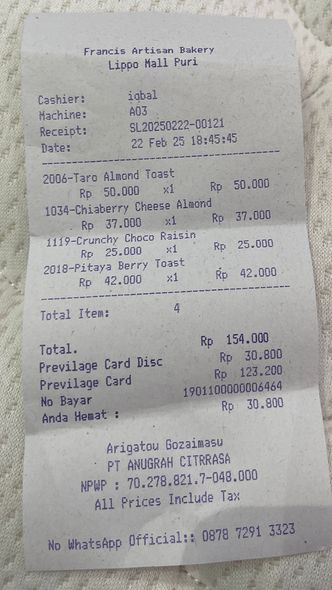 Francis Artisan Bakery
Lippo Mall Puri
Cashier: iqbal
Machine: A03
Receipt: SL20250222-00121
Date: 22 Feb 25 18:45:45
2006-Taro Almond Toast
Rp 50.000 x1 Rp 50.000
1034-Chiaberry Cheese Almond
Rp 37.000 x1 Rp 37.000
1119-Crunchy Choco Raisin
Rp 25.000 x1 Rp 25.000
2018-Pitaya Berry Toast
Rp 42.000 x1 Rp 42.000
Total Item: 4
Total. Rp 154.000
Previlage Card Disc Rp 30.800
Previlage Card Rp 123.200
No Bayar 1901100000006464
Anda Hemat : Rp 30.800
Arigatou Gozaimasu
PT ANUGRAH CITRRASA
NPWP : 70.278.821.7-048.000
All Prices Include Tax
No WhatsApp Official:: 0878 7291 3323